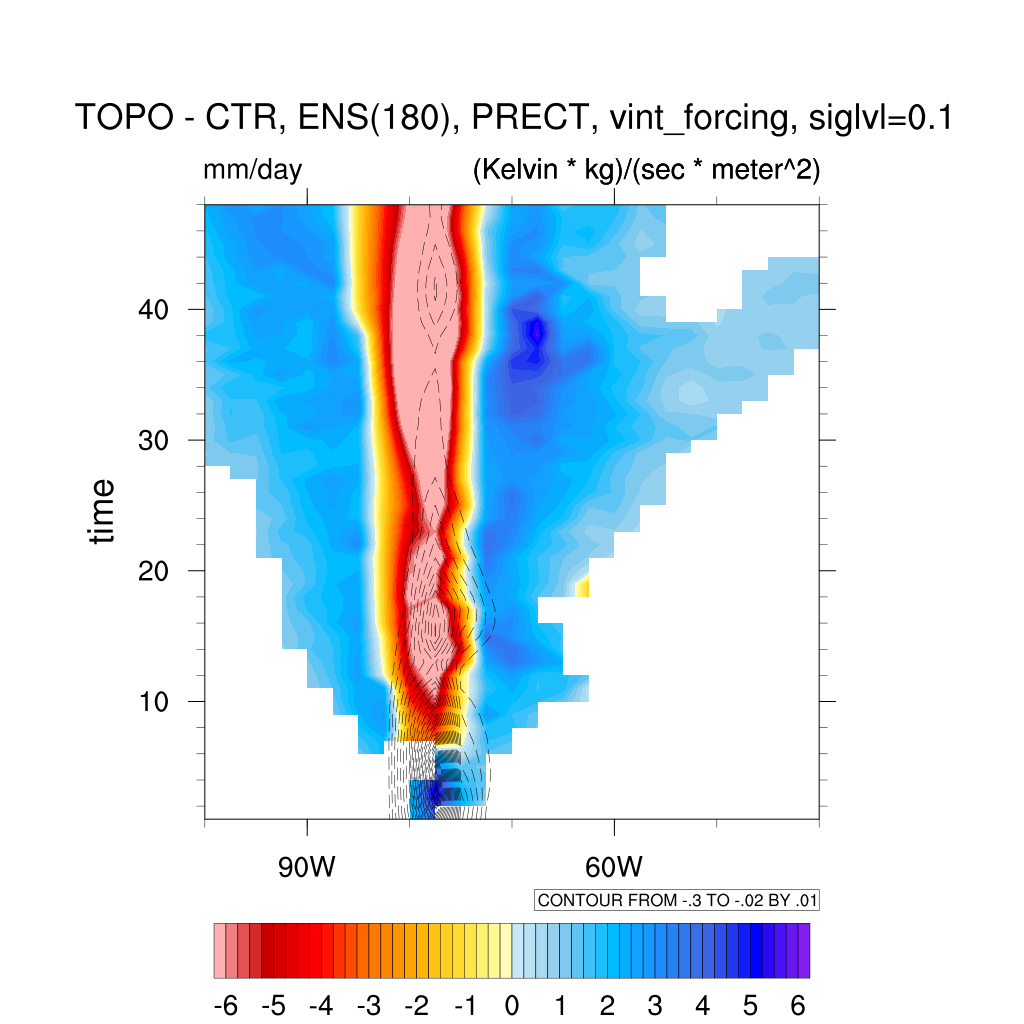 TOPO - CTR, ENS(180), PRECT, vint_forcing, siglvl=0.1
mm/day (Kelvin * kg)/(sec * meter^2)
40
30
time
20
10
90W 60W
CONTOUR FROM -.3 TO -.02 BY .01
-6 -5 -4 -3 -2 -1 0 1 2 3 4 5 6